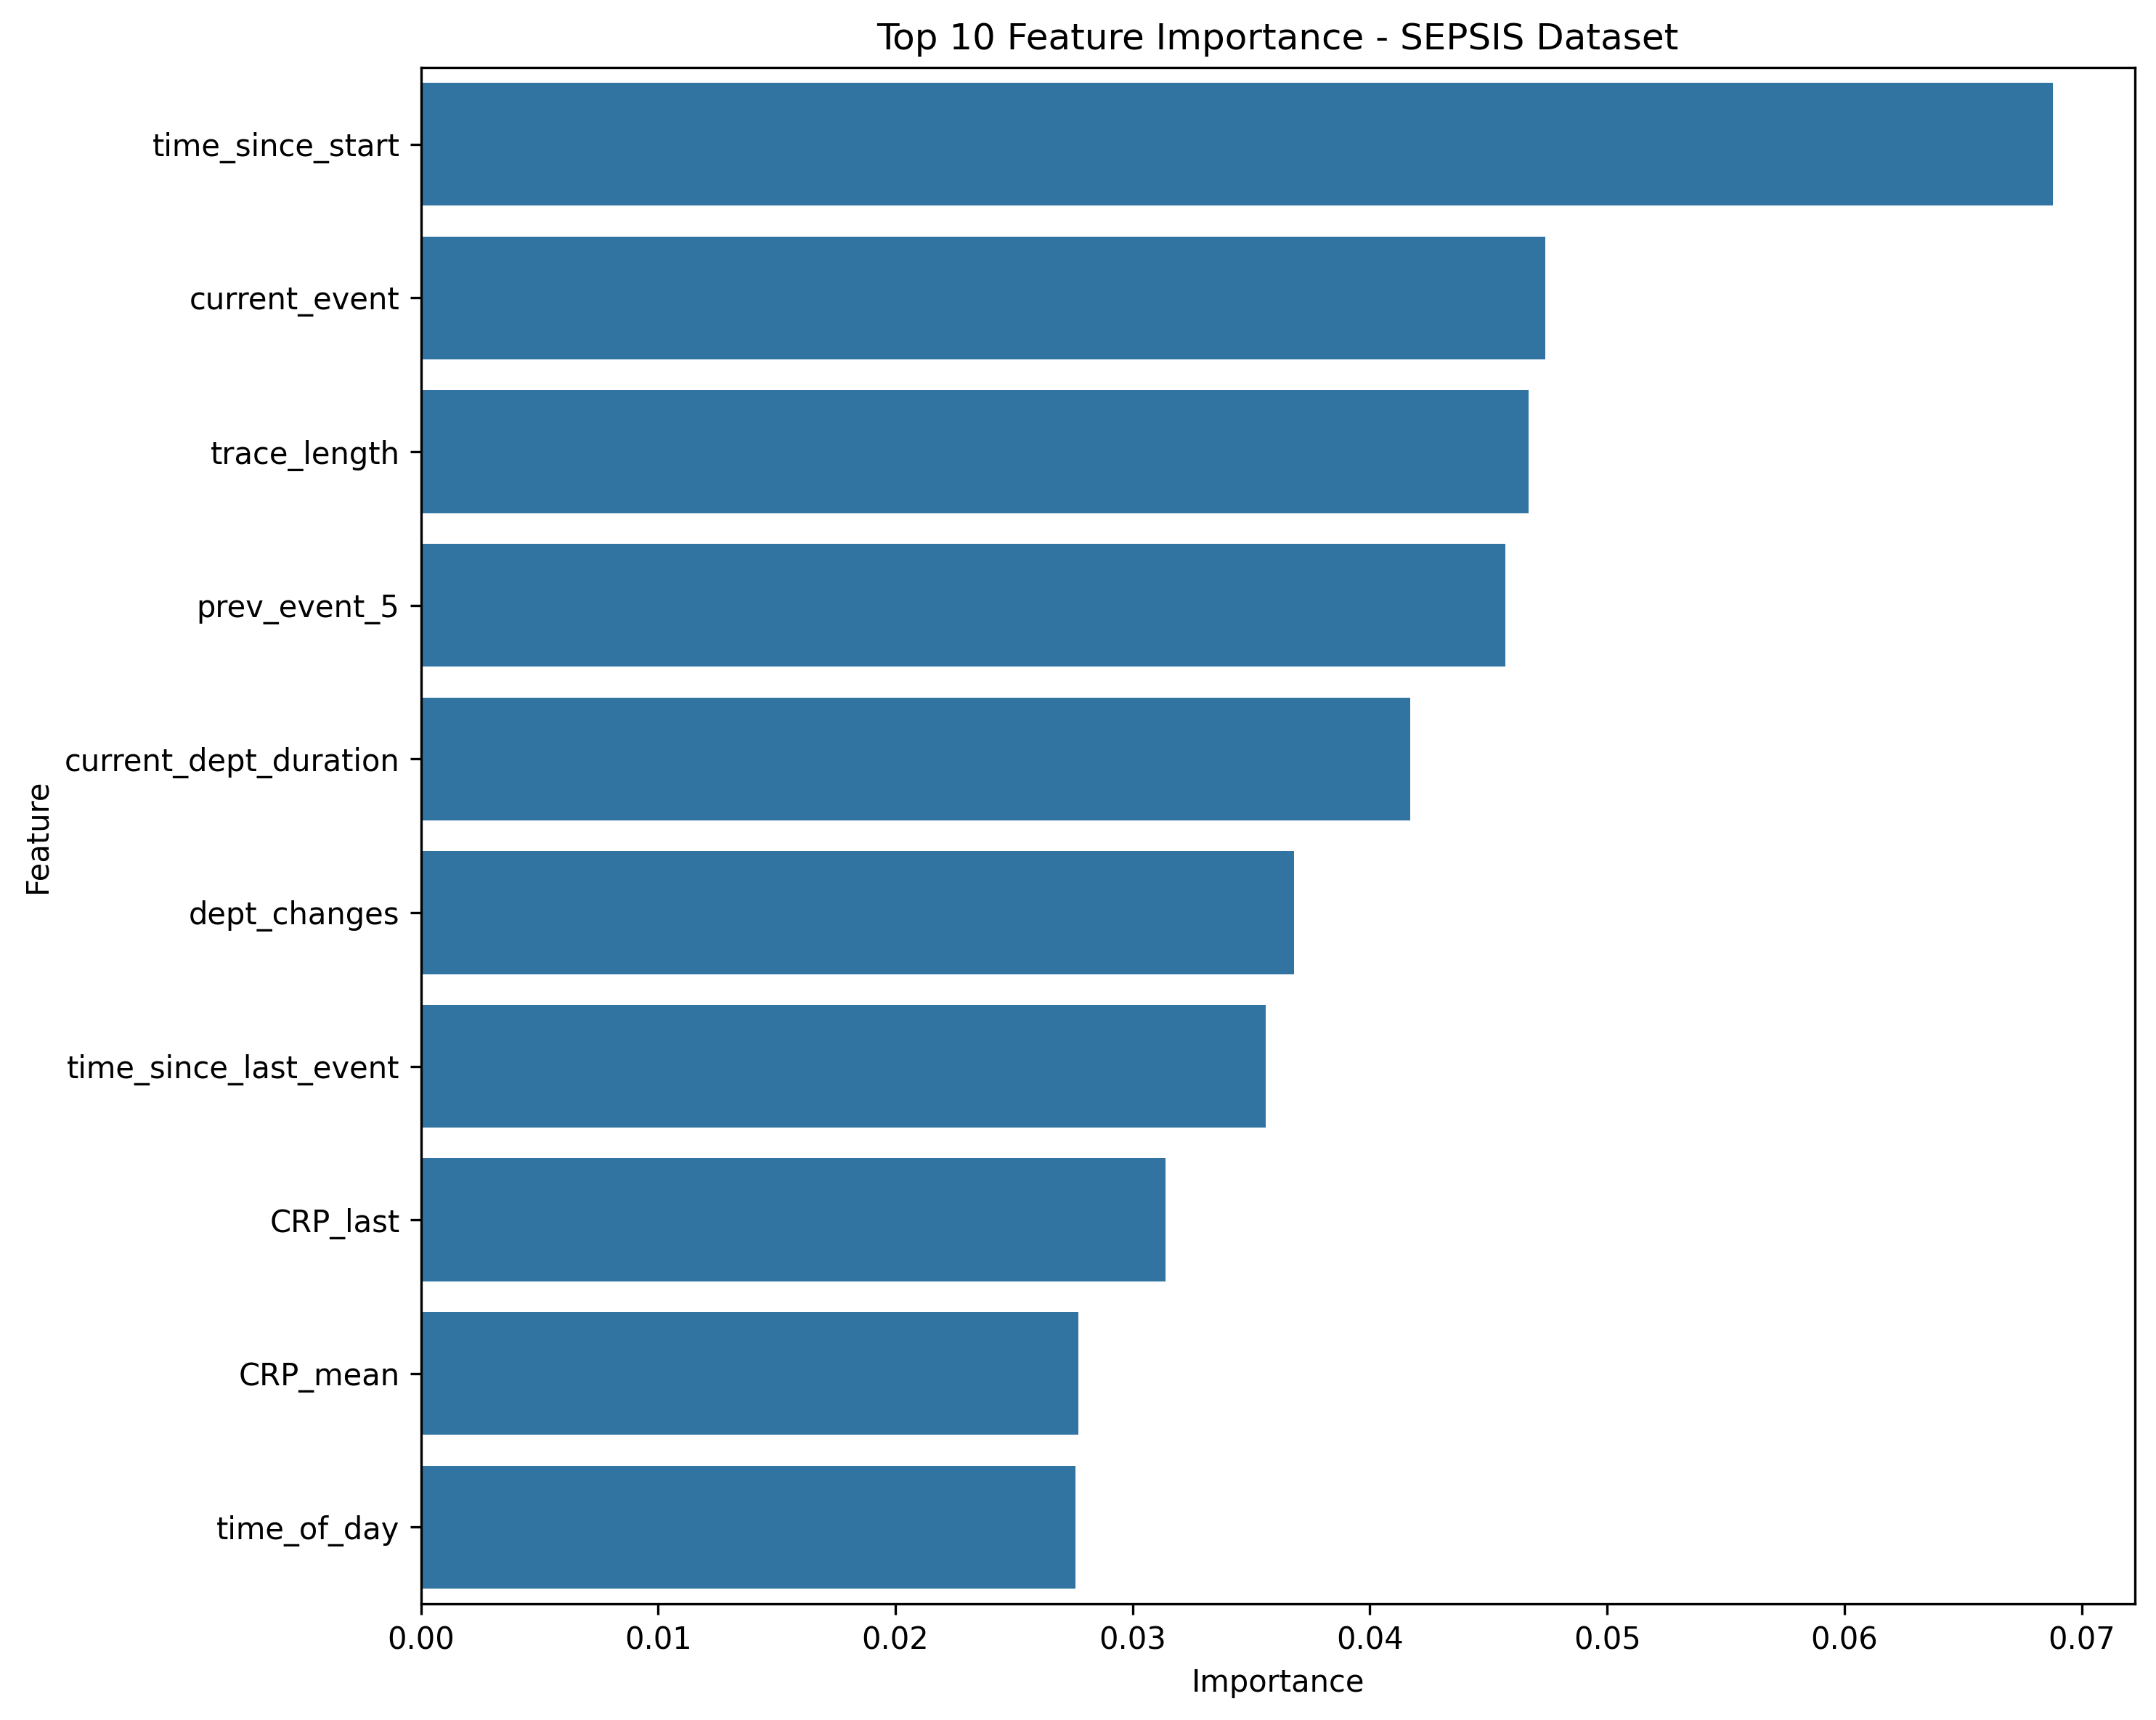 Top 10 Feature Importance - SEPSIS Dataset
time_since_start
current_event
trace_length
prev_event_5
current_dept_duration
dept_changes
time_since_last_event
CRP_last
CRP_mean
time_of_day
Feature
0.00 0.01 0.02 0.03 0.04 0.05 0.06 0.07
Importance